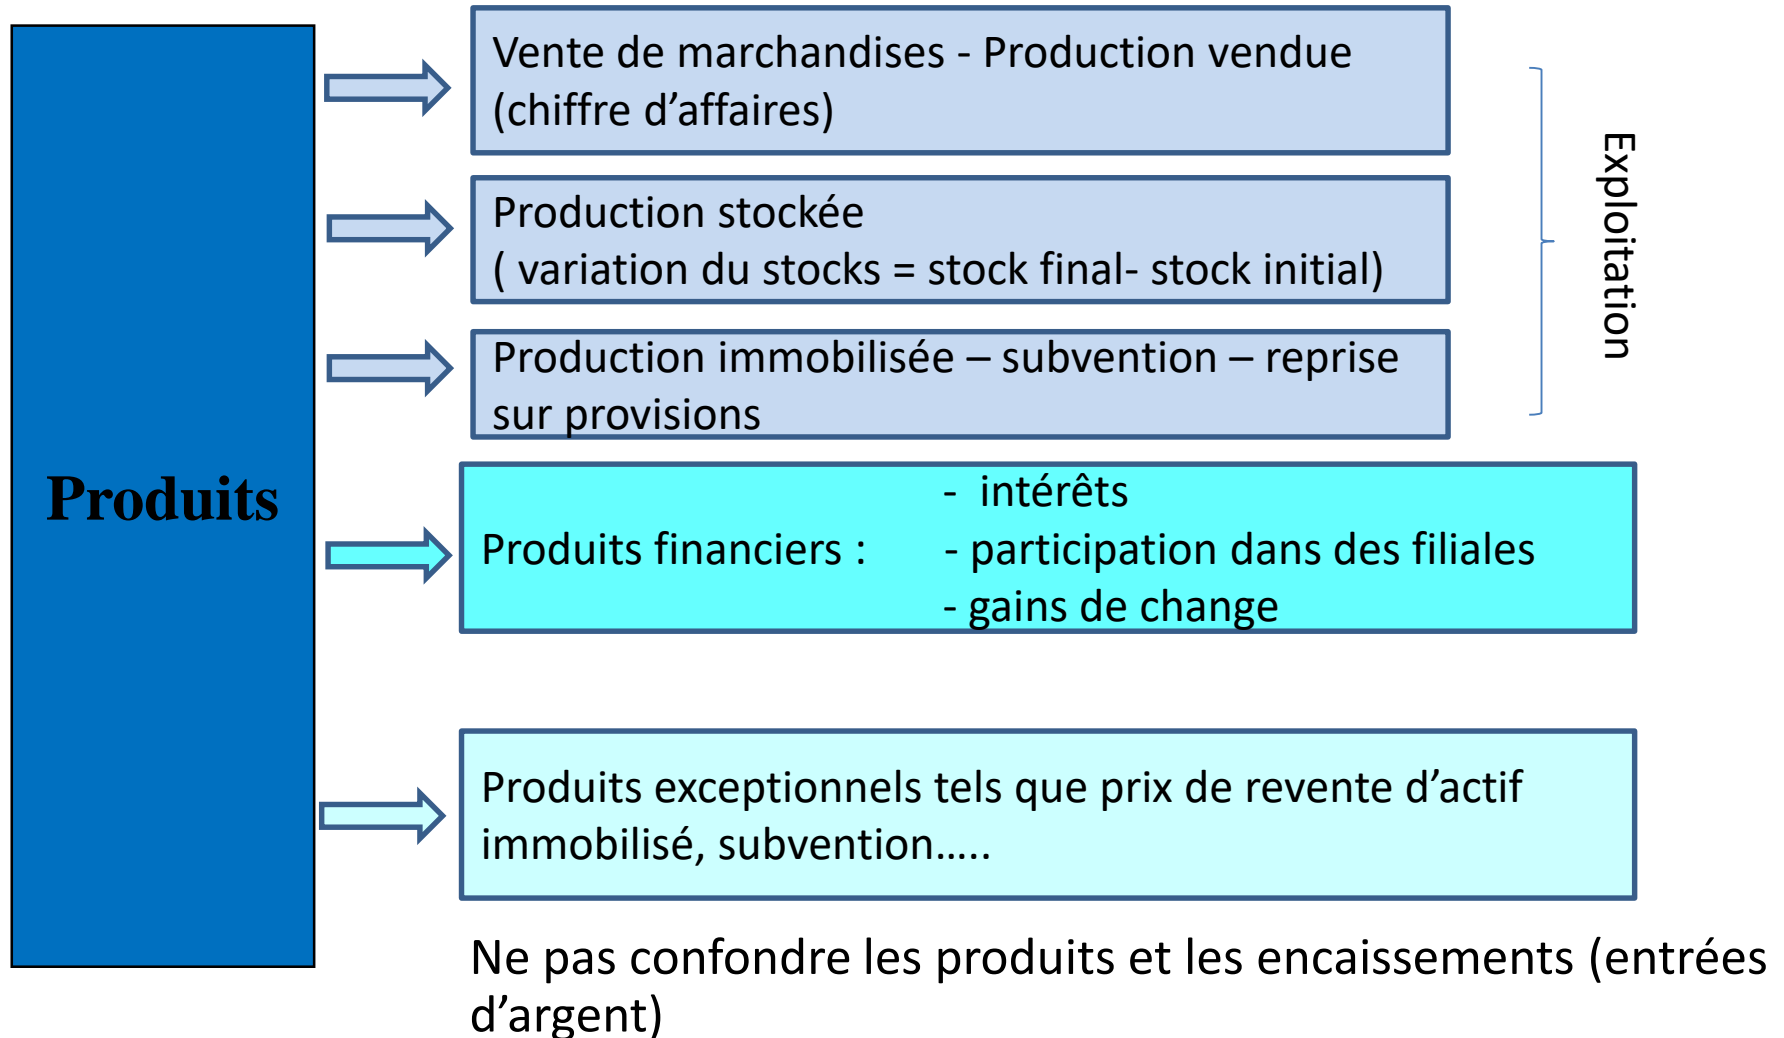 Produits
Vente de marchandises - Production vendue
(chiffre d’affaires)
Production stockée
( variation du stocks = stock final- stock initial)
Production immobilisée – subvention – reprise
sur provisions
Exploitation
- intérêts
Produits financiers : - participation dans des filiales
- gains de change
Produits exceptionnels tels que prix de revente d’actif
immobilisé, subvention…..
Ne pas confondre les produits et les encaissements (entrées
d’argent)